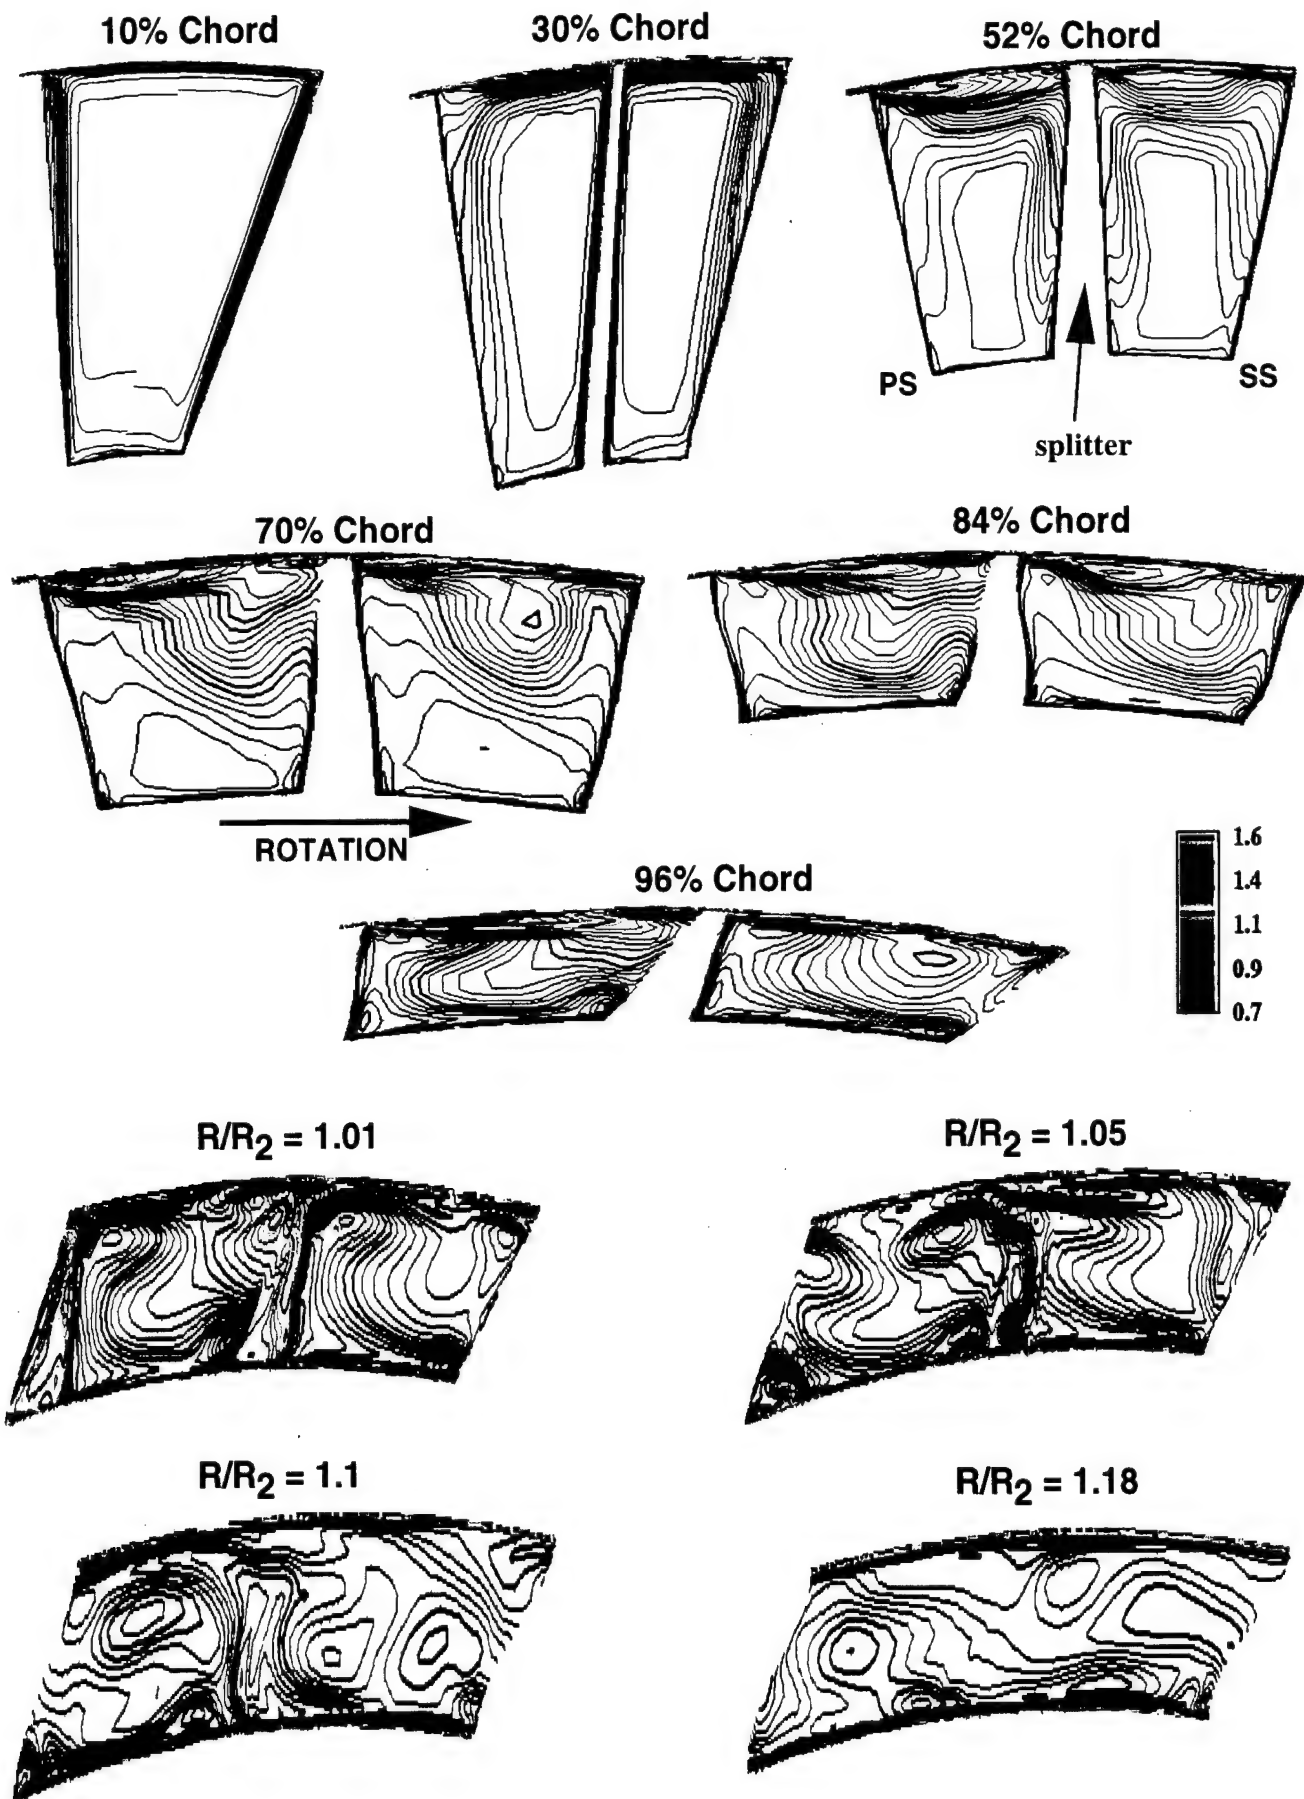 10% Chord
30% Chord
52% Chord
PS
SS
splitter
70% Chord
84% Chord
ROTATION
96% Chord
1.6
1.4
1.1
0.9
0.7
R/R2 = 1.01
R/R2 = 1.05
R/R2 = 1.1
R/R2 = 1.18